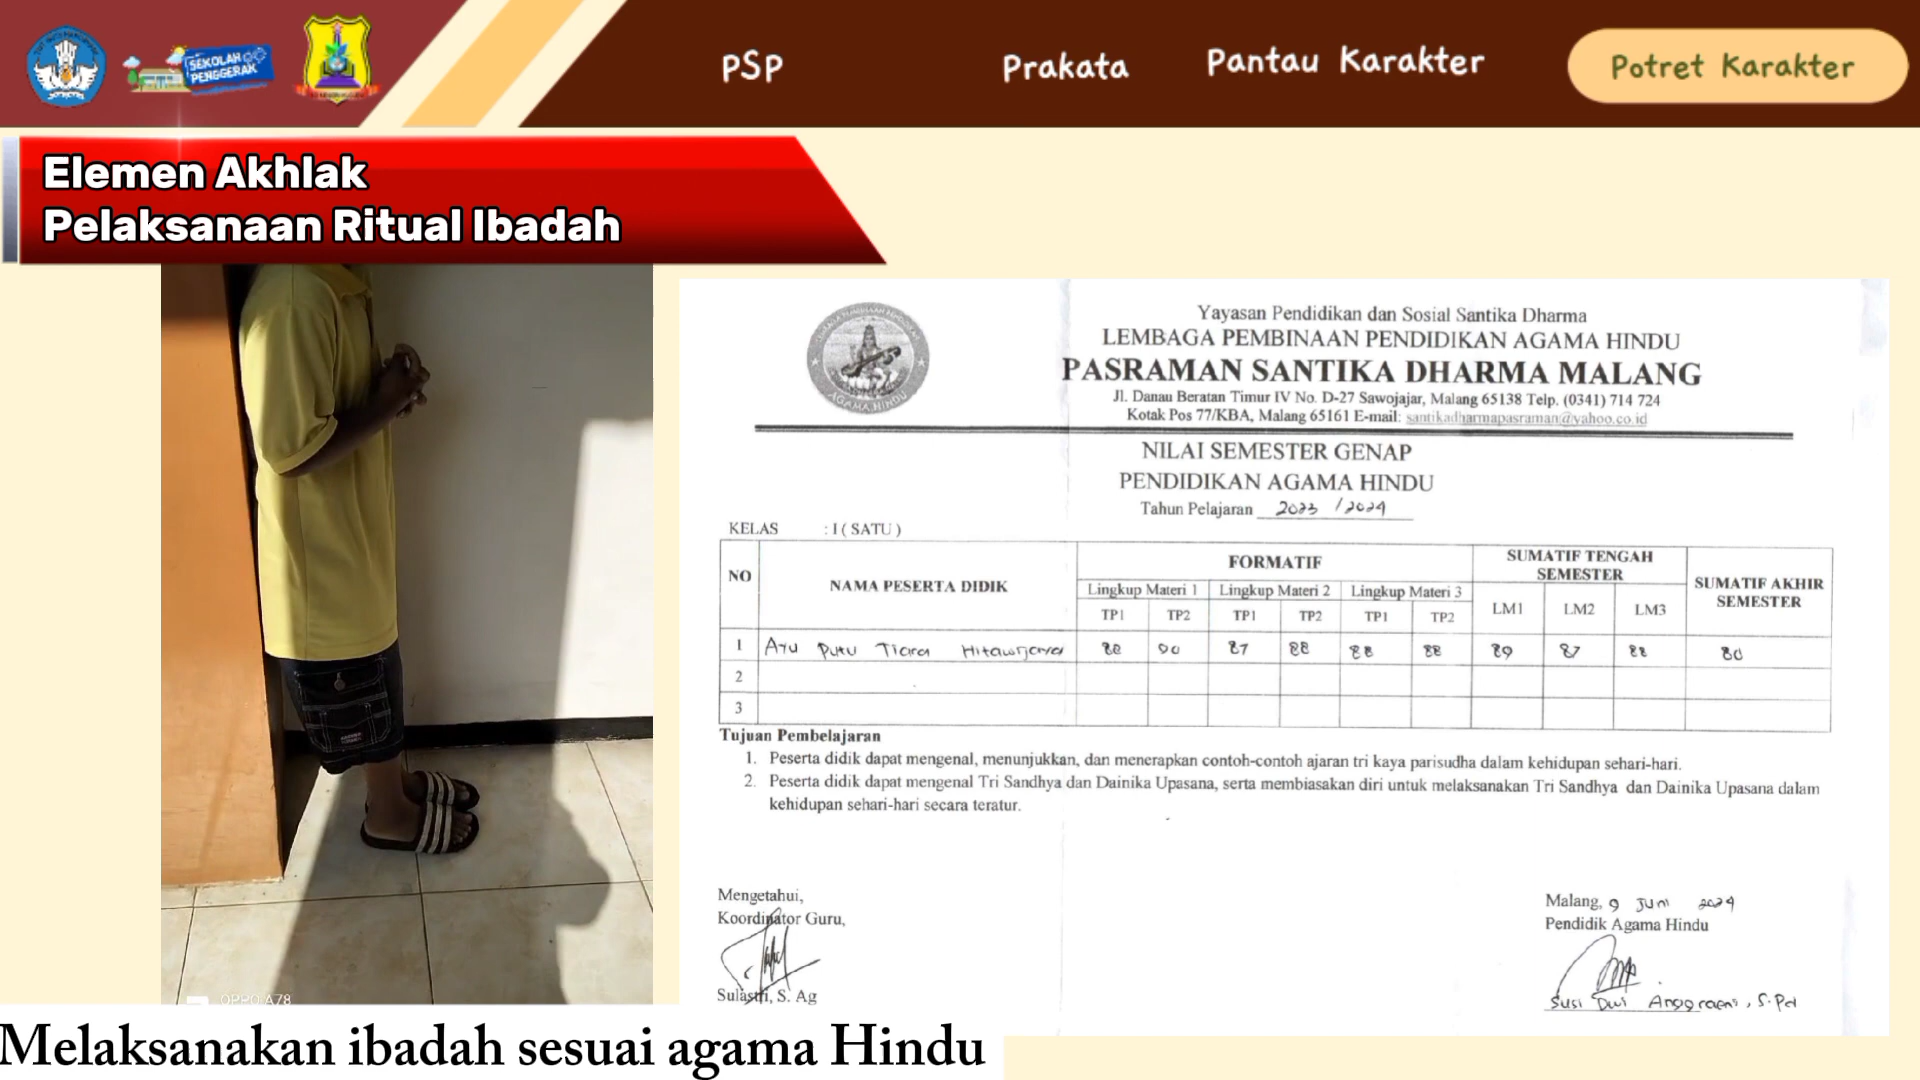 SEKOLAH
PENGGERAK
PSP
Prakata
Pantau Karakter
Potret Karakter
Elemen Akhlak
Pelaksanaan Ritual Ibadah
AGAMA HINDU
Yayasan Pendidikan dan Sosial Santika Dharma
LEMBAGA PEMBINAAN PENDIDIKAN AGAMA HINDU
PASRAMAN SANTIKA DHARMA MALANG
Jl. Danau Beratan Timur IV No. D-27 Sawojajar, Malang 65138 Telp. (0341) 714 724
Kotak Pos 77/KBA, Malang 65161 E-mail: santikadharmapasraman@yahoo.co.id
NILAI SEMESTER GENAP
PENDIDIKAN AGAMA HINDU
Tahun Pelajaran 2023 / 2024
KELAS : I ( SATU )
NO NAMA PESERTA DIDIK FORMATIF SUMATIF TENGAH SEMESTER SUMATIF AKHIR SEMESTER
Lingkup Materi 1 Lingkup Materi 2 Lingkup Materi 3
TP1 TP2 TP1 TP2 TP1 TP2 LM1 LM2 LM3
1 Ayu Putu Tiara 87 88 88 88 89 87 88 80
2
3
Tujuan Pembelajaran
1. Peserta didik dapat mengenal, menunjukkan, dan menerapkan contoh-contoh ajaran tri kaya parisudha dalam kehidupan sehari-hari.
2. Peserta didik dapat mengenal Tri Sandhya dan Dainika Upasana, serta membiasakan diri untuk melaksanakan Tri Sandhya dan Dainika Upasana dalam
kehidupan sehari-hari secara teratur.
Mengetahui,
Koordinator Guru,
Sulastri, S. Ag
Malang, 9 Juni 2024
Pendidik Agama Hindu
Susi Dwi Anggraeni, S.Pd
OPPO A78
Melaksanakan ibadah sesuai agama Hindu